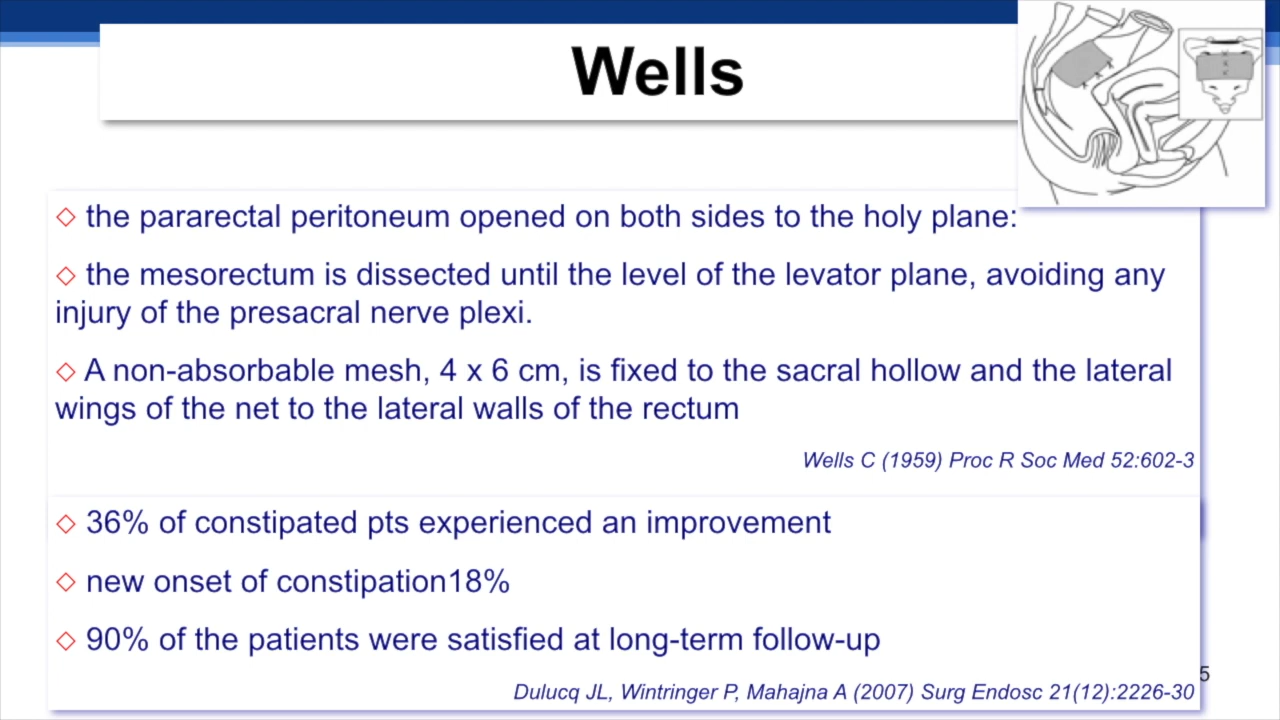 Wells
◇ the pararectal peritoneum opened on both sides to the holy plane:
◇ the mesorectum is dissected until the level of the levator plane, avoiding any
injury of the presacral nerve plexi.
◇ A non-absorbable mesh, 4 x 6 cm, is fixed to the sacral hollow and the lateral
wings of the net to the lateral walls of the rectum
Wells C (1959) Proc R Soc Med 52:602-3
◇ 36% of constipated pts experienced an improvement
◇ new onset of constipation18%
◇ 90% of the patients were satisfied at long-term follow-up
5
Dulucq JL, Wintringer P, Mahajna A (2007) Surg Endosc 21(12):2226-30